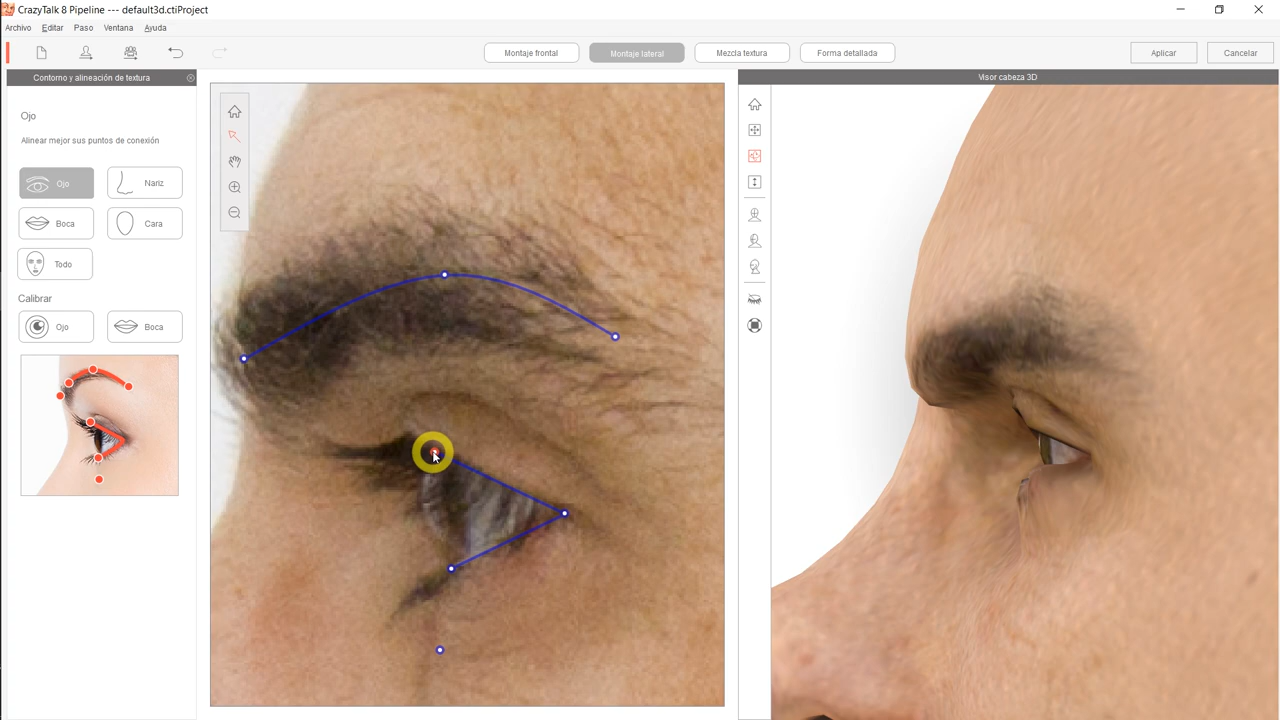 CrazyTalk 8 Pipeline --- default3d.ctiProject
Archivo Editar Paso Ventana Ayuda
Montaje frontal Montaje lateral Mezcla textura Forma detallada Aplicar Cancelar
Contorno y alineación de textura
Visor cabeza 3D
Ojo
Alinear mejor sus puntos de conexión
Ojo Nariz
Boca Cara
Todo
Calibrar
Ojo Boca